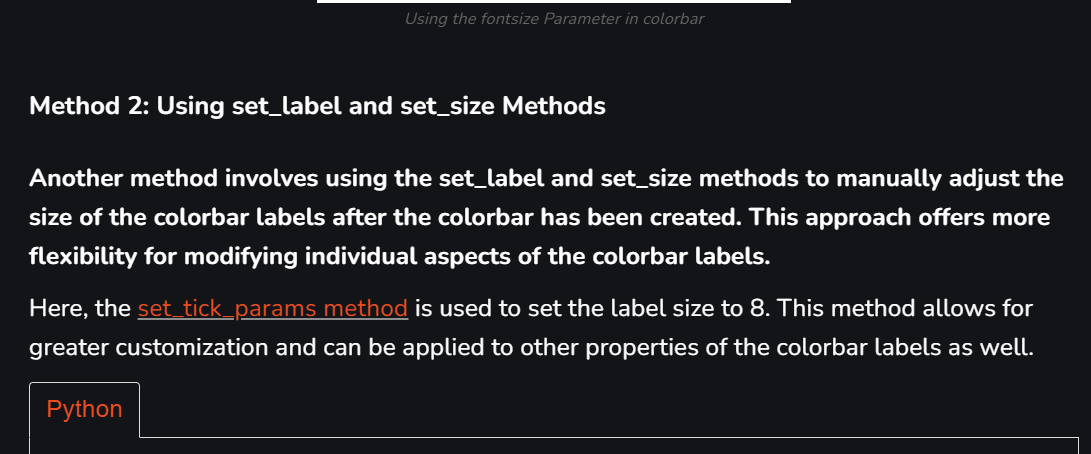 Using the fontsize Parameter in colorbar
Method 2: Using set_label and set_size Methods
Another method involves using the set_label and set_size methods to manually adjust the
size of the colorbar labels after the colorbar has been created. This approach offers more
flexibility for modifying individual aspects of the colorbar labels.
Here, the set_tick_params method is used to set the label size to 8. This method allows for
greater customization and can be applied to other properties of the colorbar labels as well.
Python